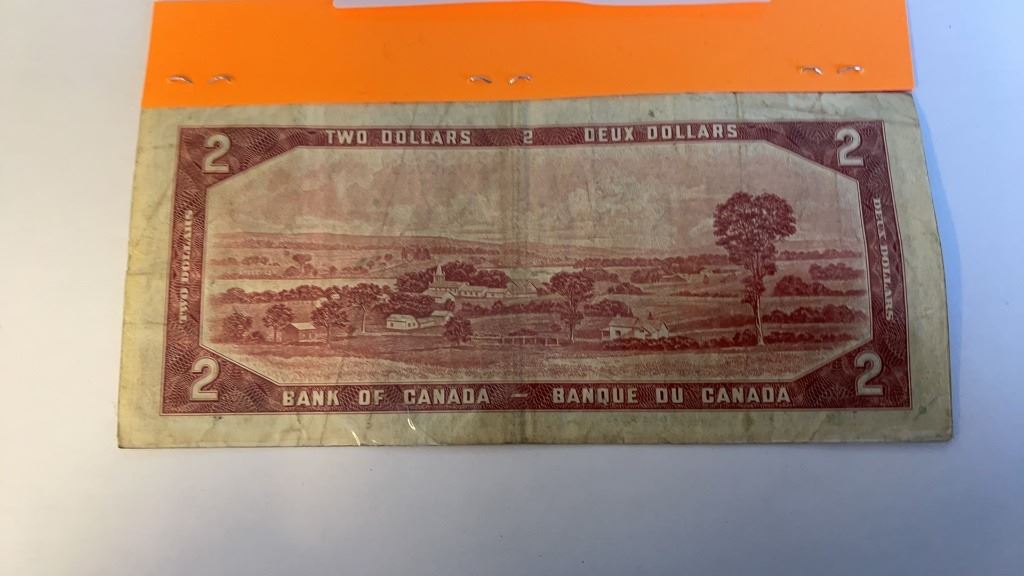 2 TWO DOLLARS 2 DEUX DOLLARS 2
TWO DOLLARS
DEUX DOLLARS
2 BANK OF CANADA – BANQUE DU CANADA 2